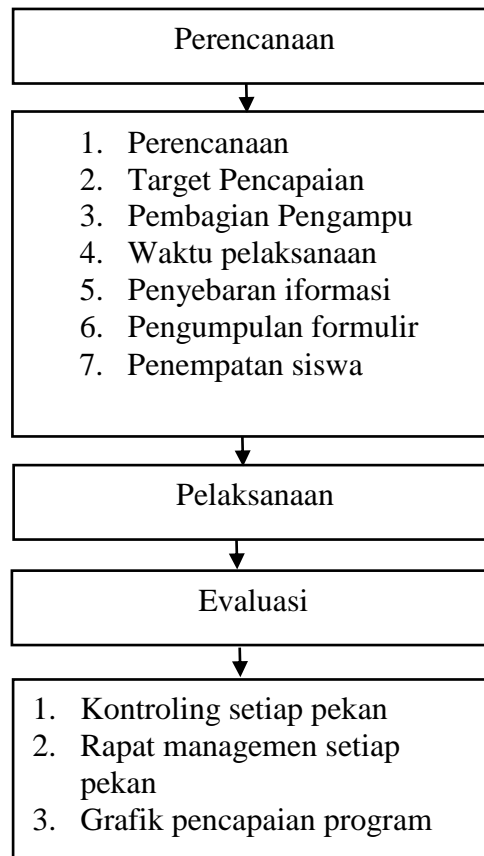 Perencanaan
1. Perencanaan
2. Target Pencapaian
3. Pembagian Pengampu
4. Waktu pelaksanaan
5. Penyebaran iformasi
6. Pengumpulan formulir
7. Penempatan siswa
Pelaksanaan
Evaluasi
1. Kontroling setiap pekan
2. Rapat managemen setiap
pekan
3. Grafik pencapaian program